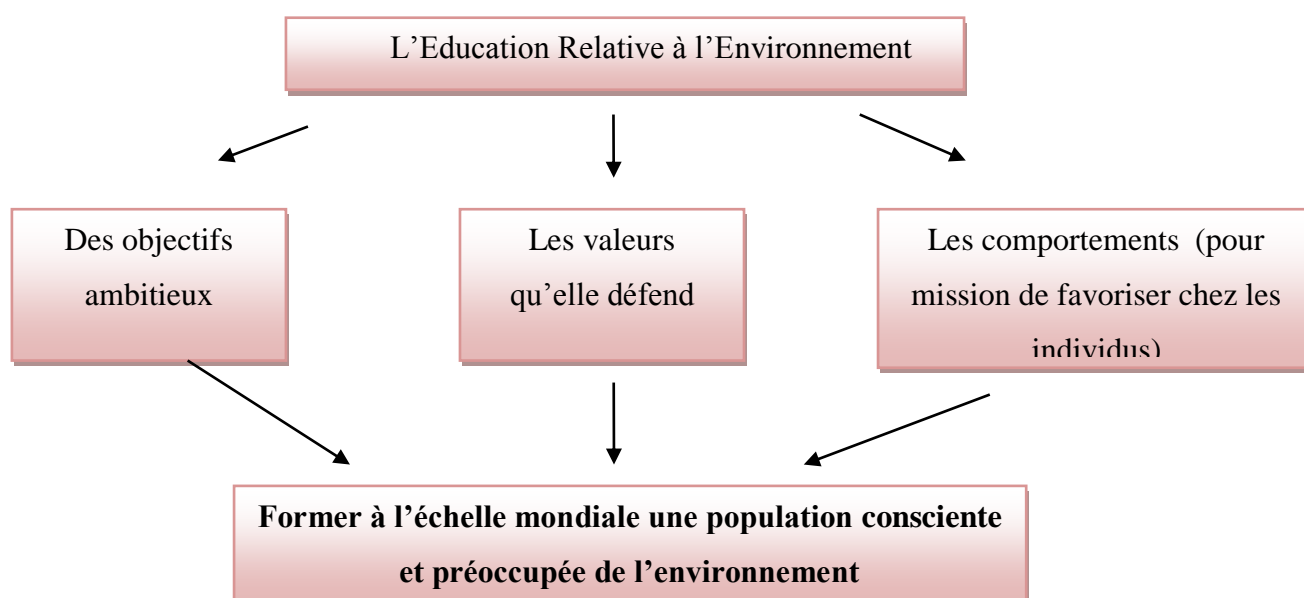 L’Education Relative à l’Environnement
Des objectifs
ambitieux
Les valeurs
qu’elle défend
Les comportements (pour
mission de favoriser chez les
individus)
Former à l’échelle mondiale une population consciente
et préoccupée de l’environnement